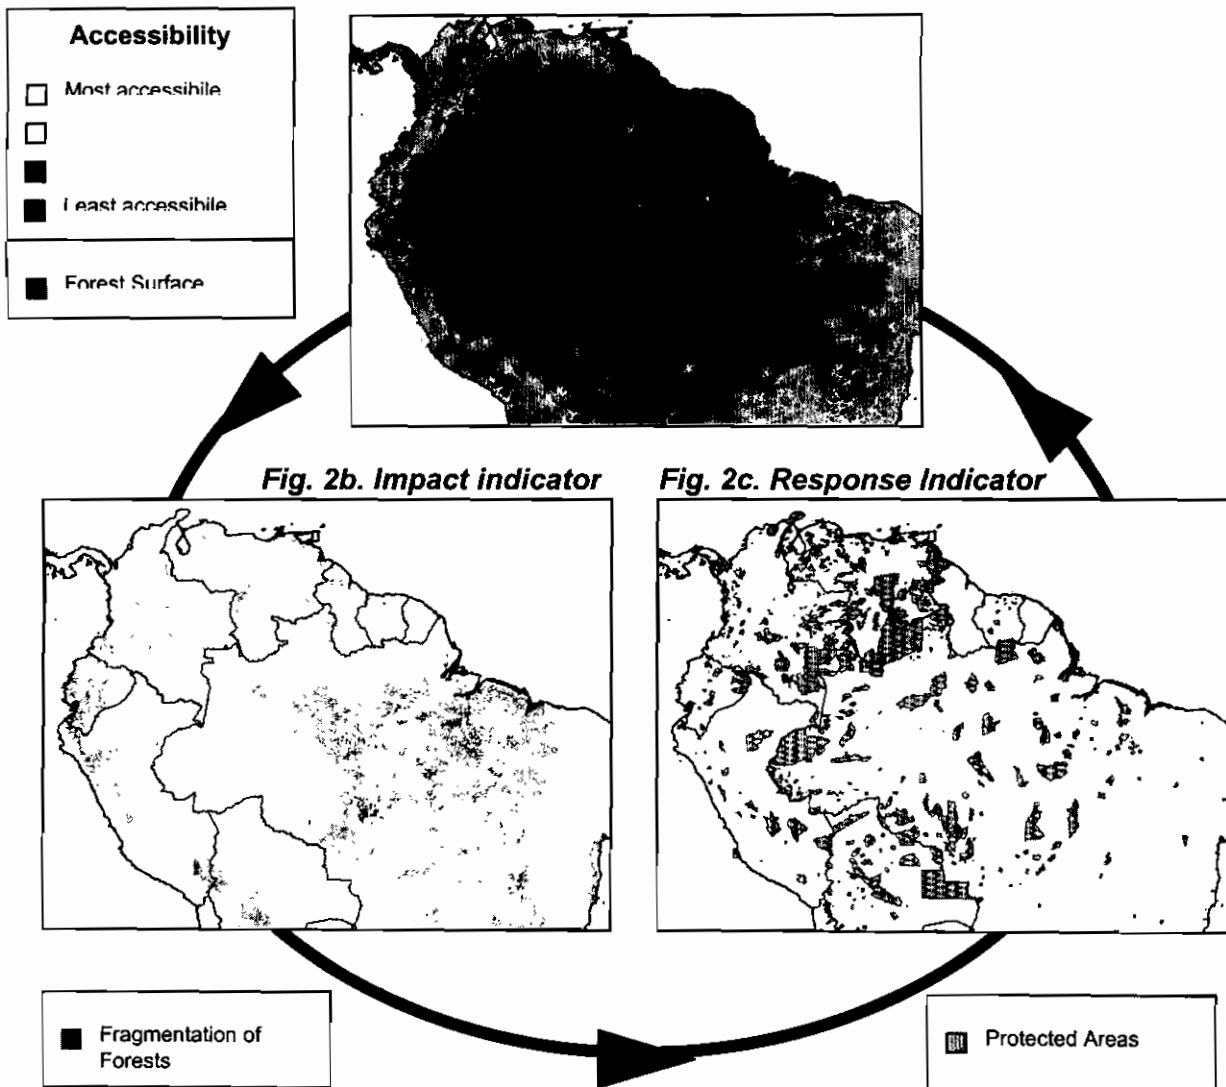 Accessibility
Most accessibile
Least accessibile
Forest Surface
Fig. 2b. Impact indicator
Fig. 2c. Response Indicator
Fragmentation of
Forests
Protected Areas